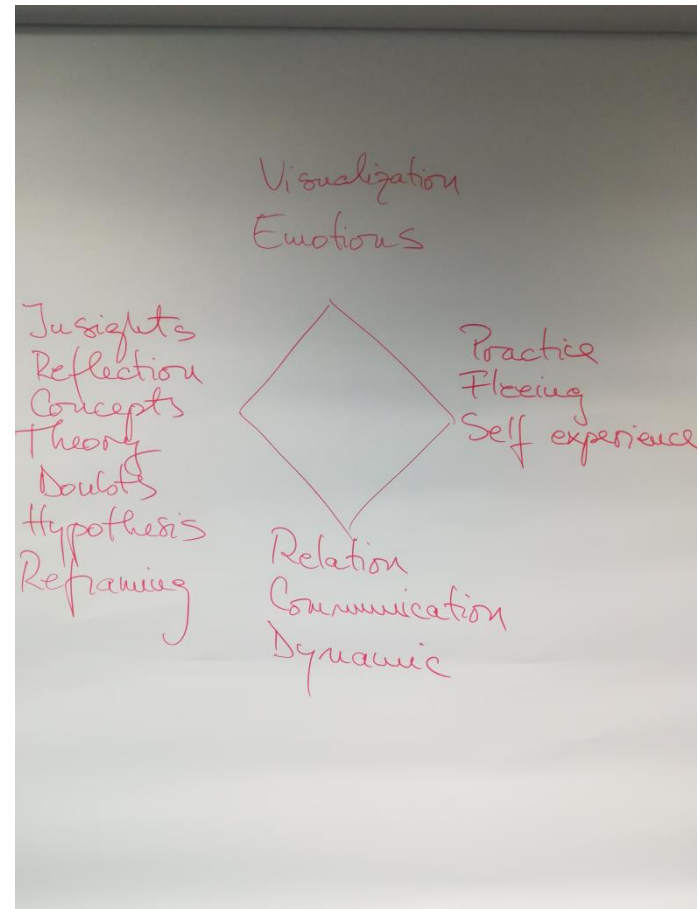 Visualization
Emotions
Insights
Reflection
Concepts
Theory
Doubts
Hypothesis
Reframing
Practice
Fleeing
Self experience
Relation
Communication
Dynamic